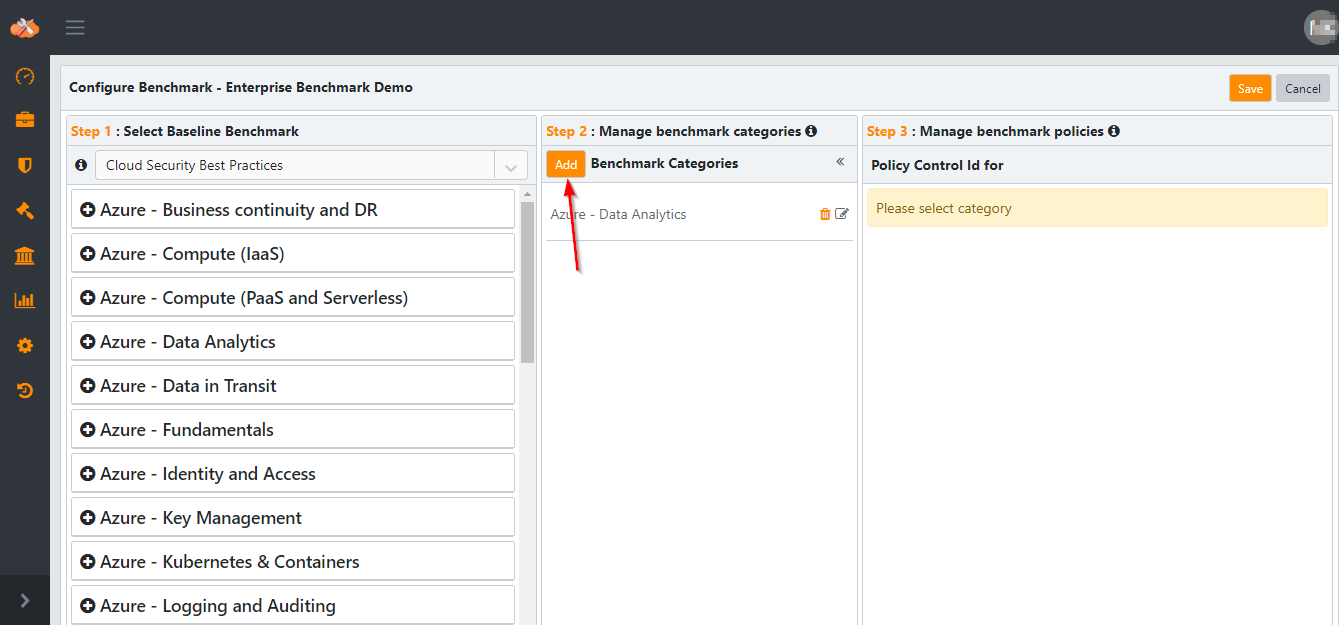 Configure Benchmark - Enterprise Benchmark Demo
Save
Cancel
Step 1 : Select Baseline Benchmark
Cloud Security Best Practices
Azure - Business continuity and DR
Azure - Compute (IaaS)
Azure - Compute (PaaS and Serverless)
Azure - Data Analytics
Azure - Data in Transit
Azure - Fundamentals
Azure - Identity and Access
Azure - Key Management
Azure - Kubernetes & Containers
Azure - Logging and Auditing
Step 2 : Manage benchmark categories
Add
Benchmark Categories
Azure - Data Analytics
Step 3 : Manage benchmark policies
Policy Control Id for
Please select category